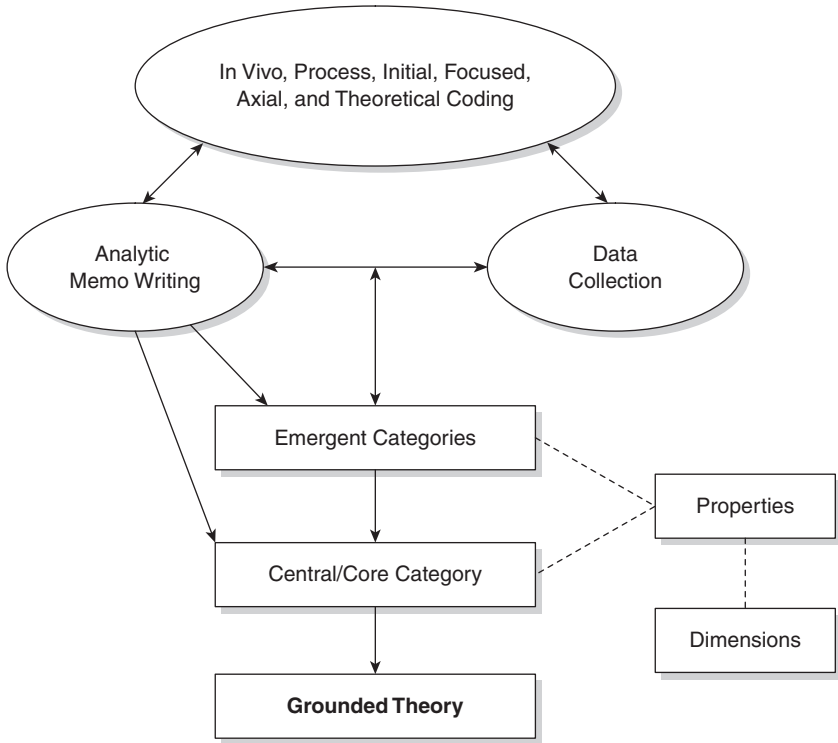 In Vivo, Process, Initial, Focused,
Axial, and Theoretical Coding
Analytic
Memo Writing
Data
Collection
Emergent Categories
Properties
Central/Core Category
Dimensions
Grounded Theory